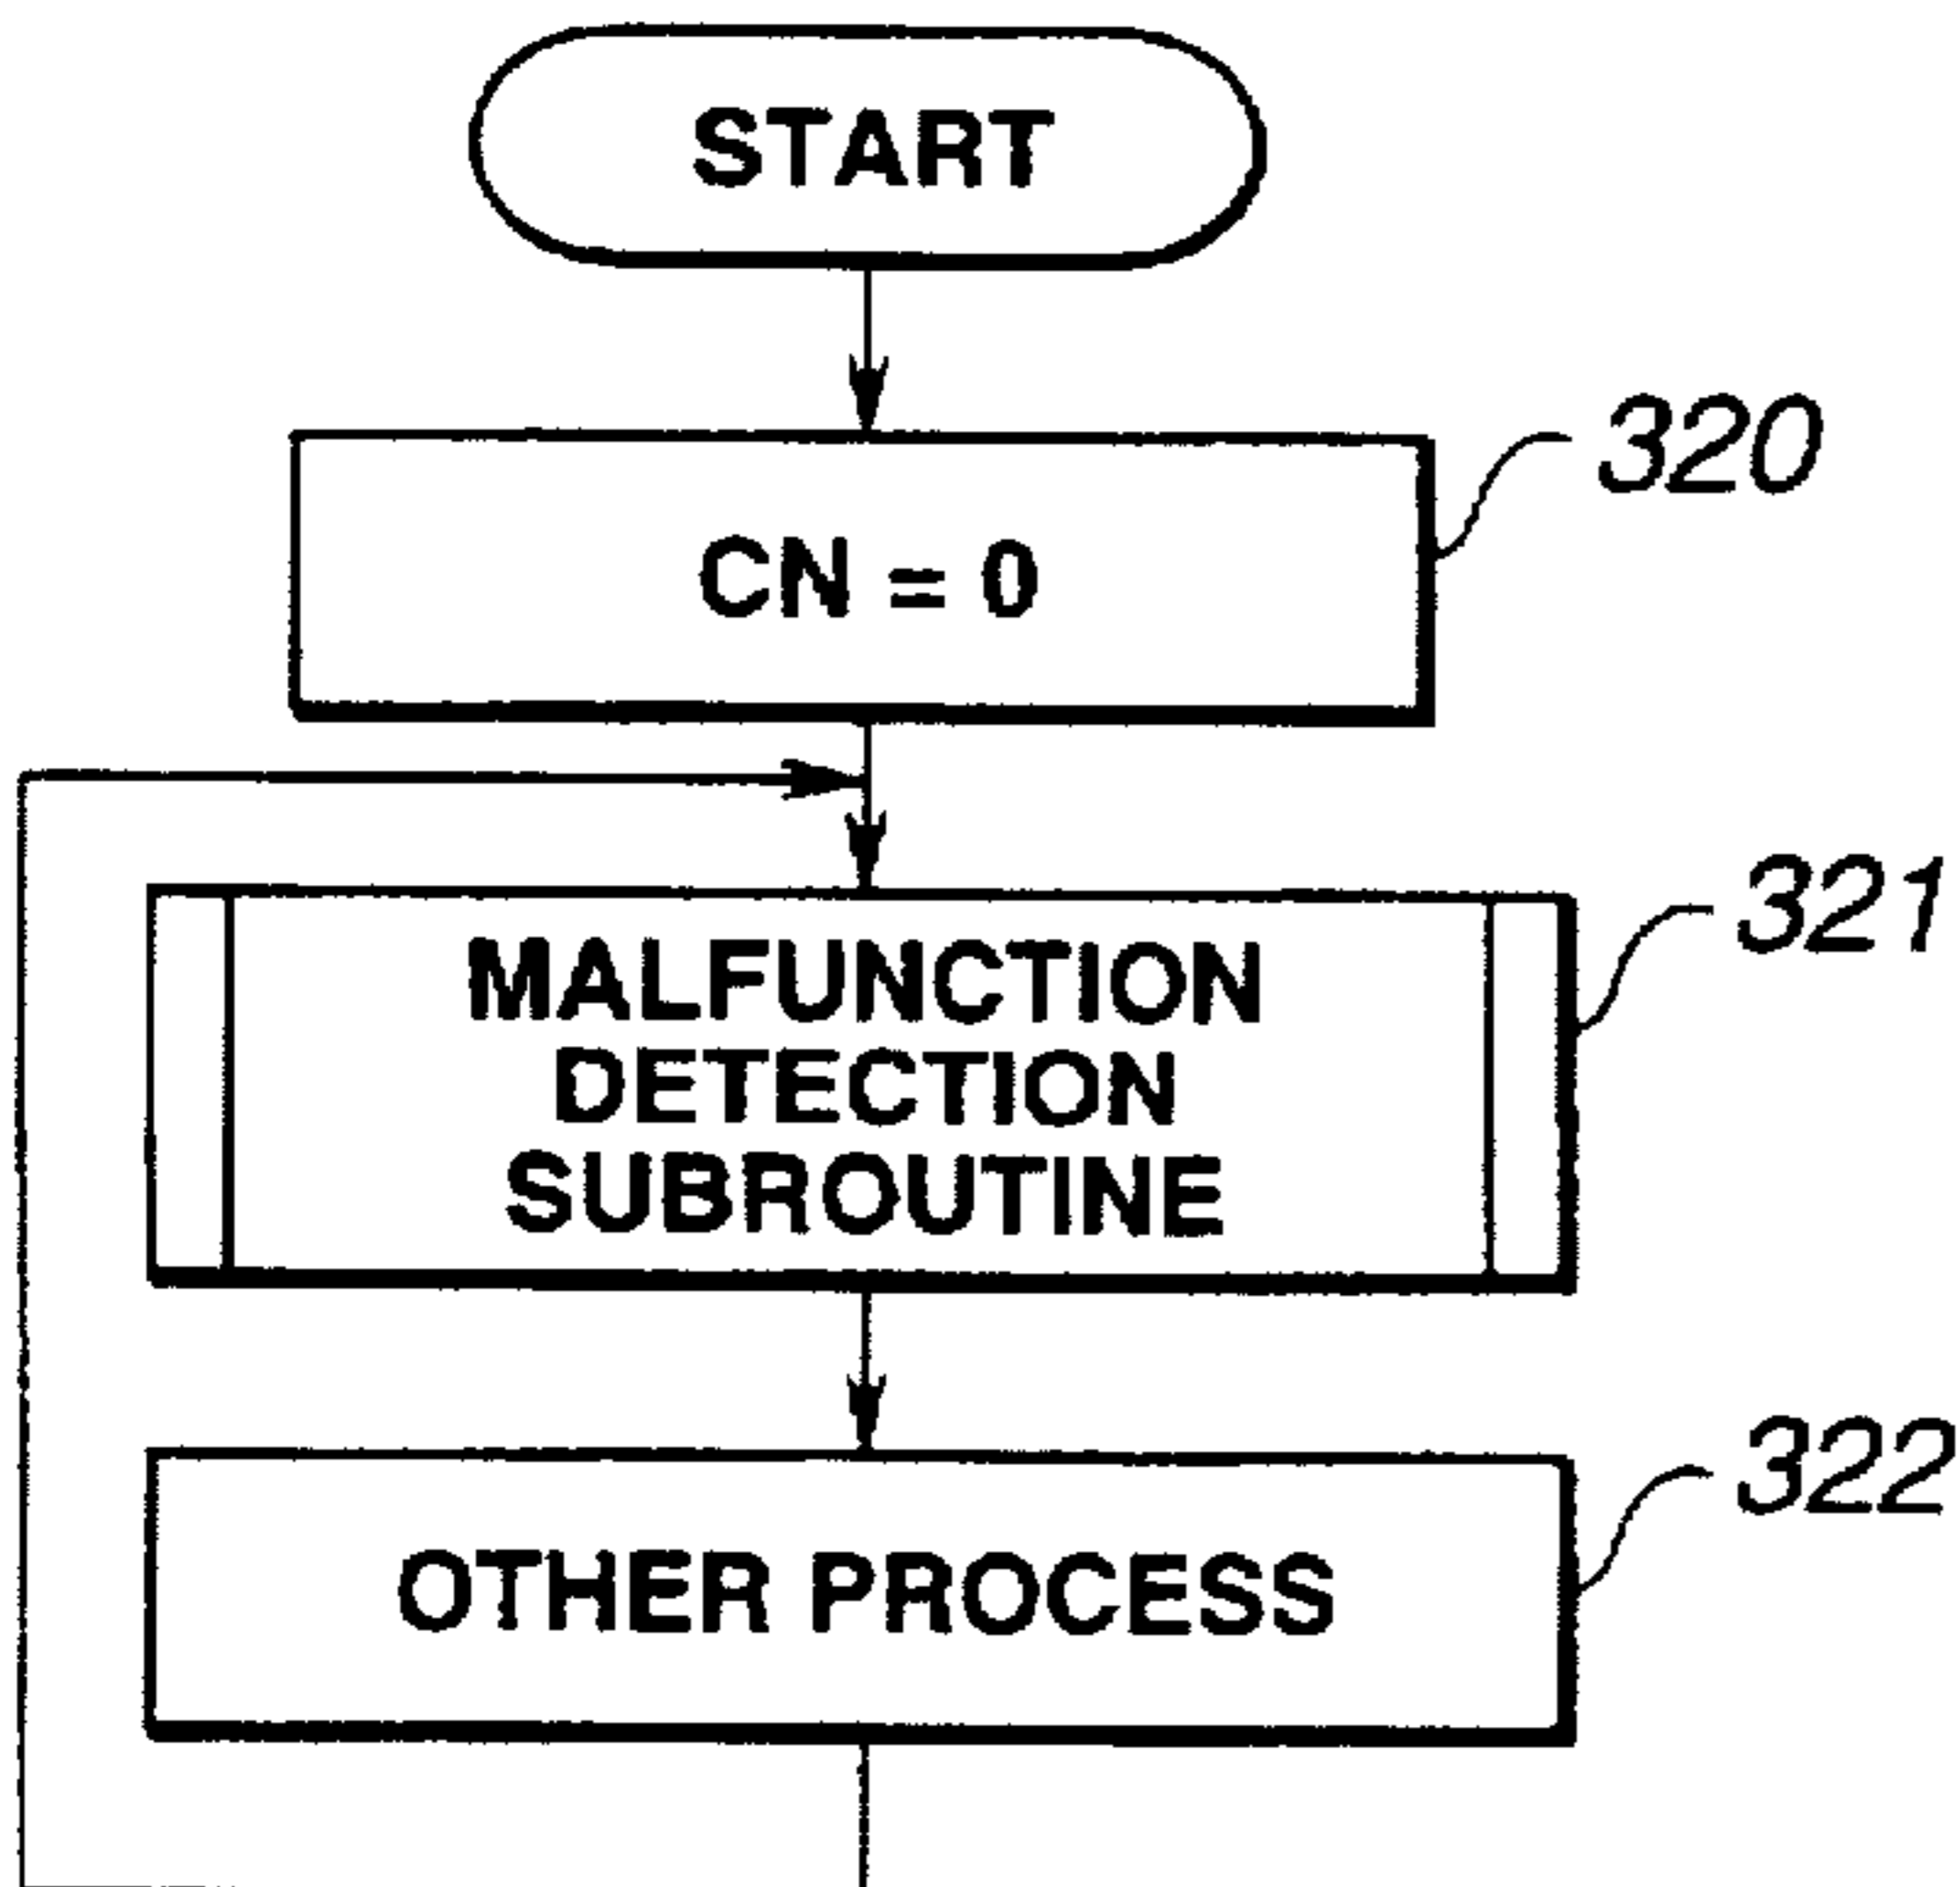 START
320
CN = 0
321
MALFUNCTION
DETECTION
SUBROUTINE
322
OTHER PROCESS